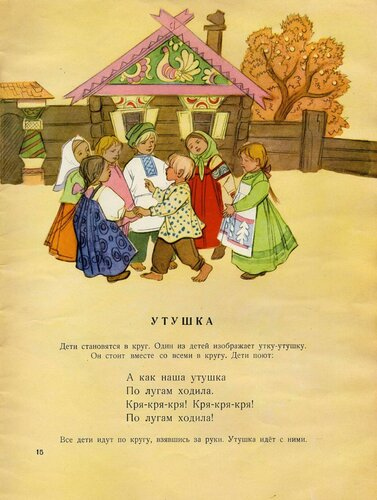 УТУШКА
Дети становятся в круг. Один из детей изображает утку-утушку.
Он стоит вместе со всеми в кругу. Дети поют:
А как наша утушка
По лугам ходила.
Кря-кря-кря! Кря-кря-кря!
По лугам ходила!
Все дети идут по кругу, взявшись за руки. Утушка идёт с ними.
16